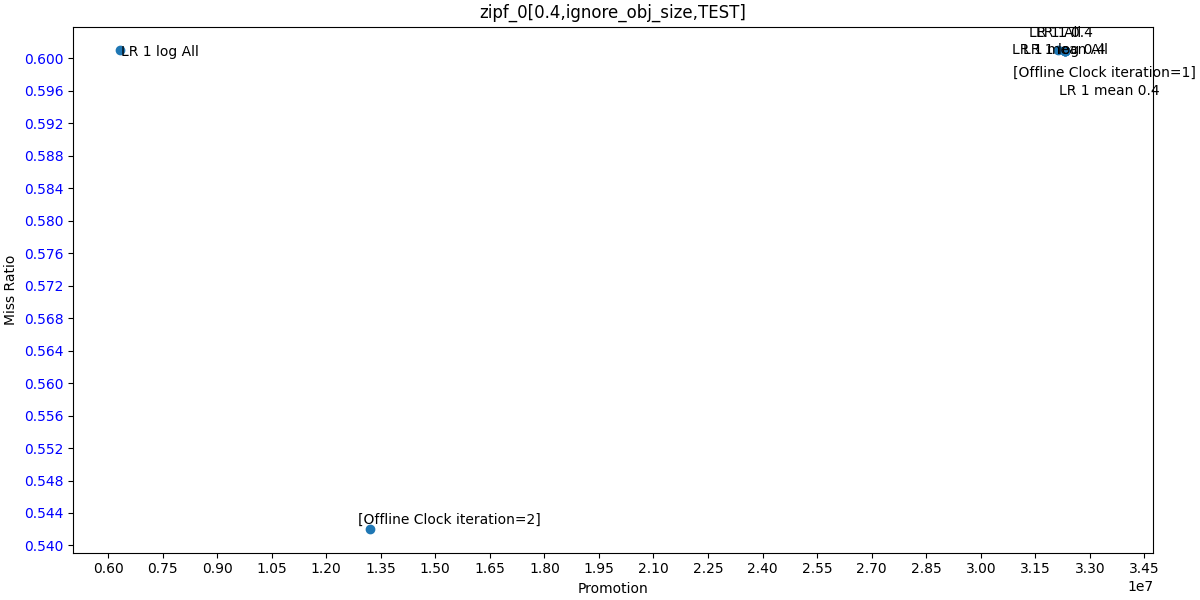 zipf_0[0.4,ignore_obj_size,TEST]
Miss Ratio
0.600
0.596
0.592
0.588
0.584
0.580
0.576
0.572
0.568
0.564
0.560
0.556
0.552
0.548
0.544
0.540
LR 1 log All
[Offline Clock iteration=1]
LR 1 mean 0.4
[Offline Clock iteration=2]
0.60 0.75 0.90 1.05 1.20 1.35 1.50 1.65 1.80 1.95 2.10 2.25 2.40 2.55 2.70 2.85 3.00 3.15 3.30 3.45
1e7
Promotion